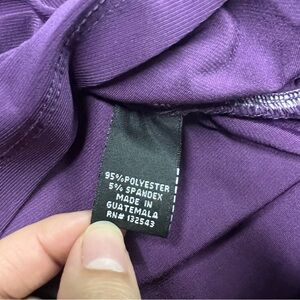 95% POLYESTER
5% SPANDEX
MADE IN
GUATEMALA
RN# 132543